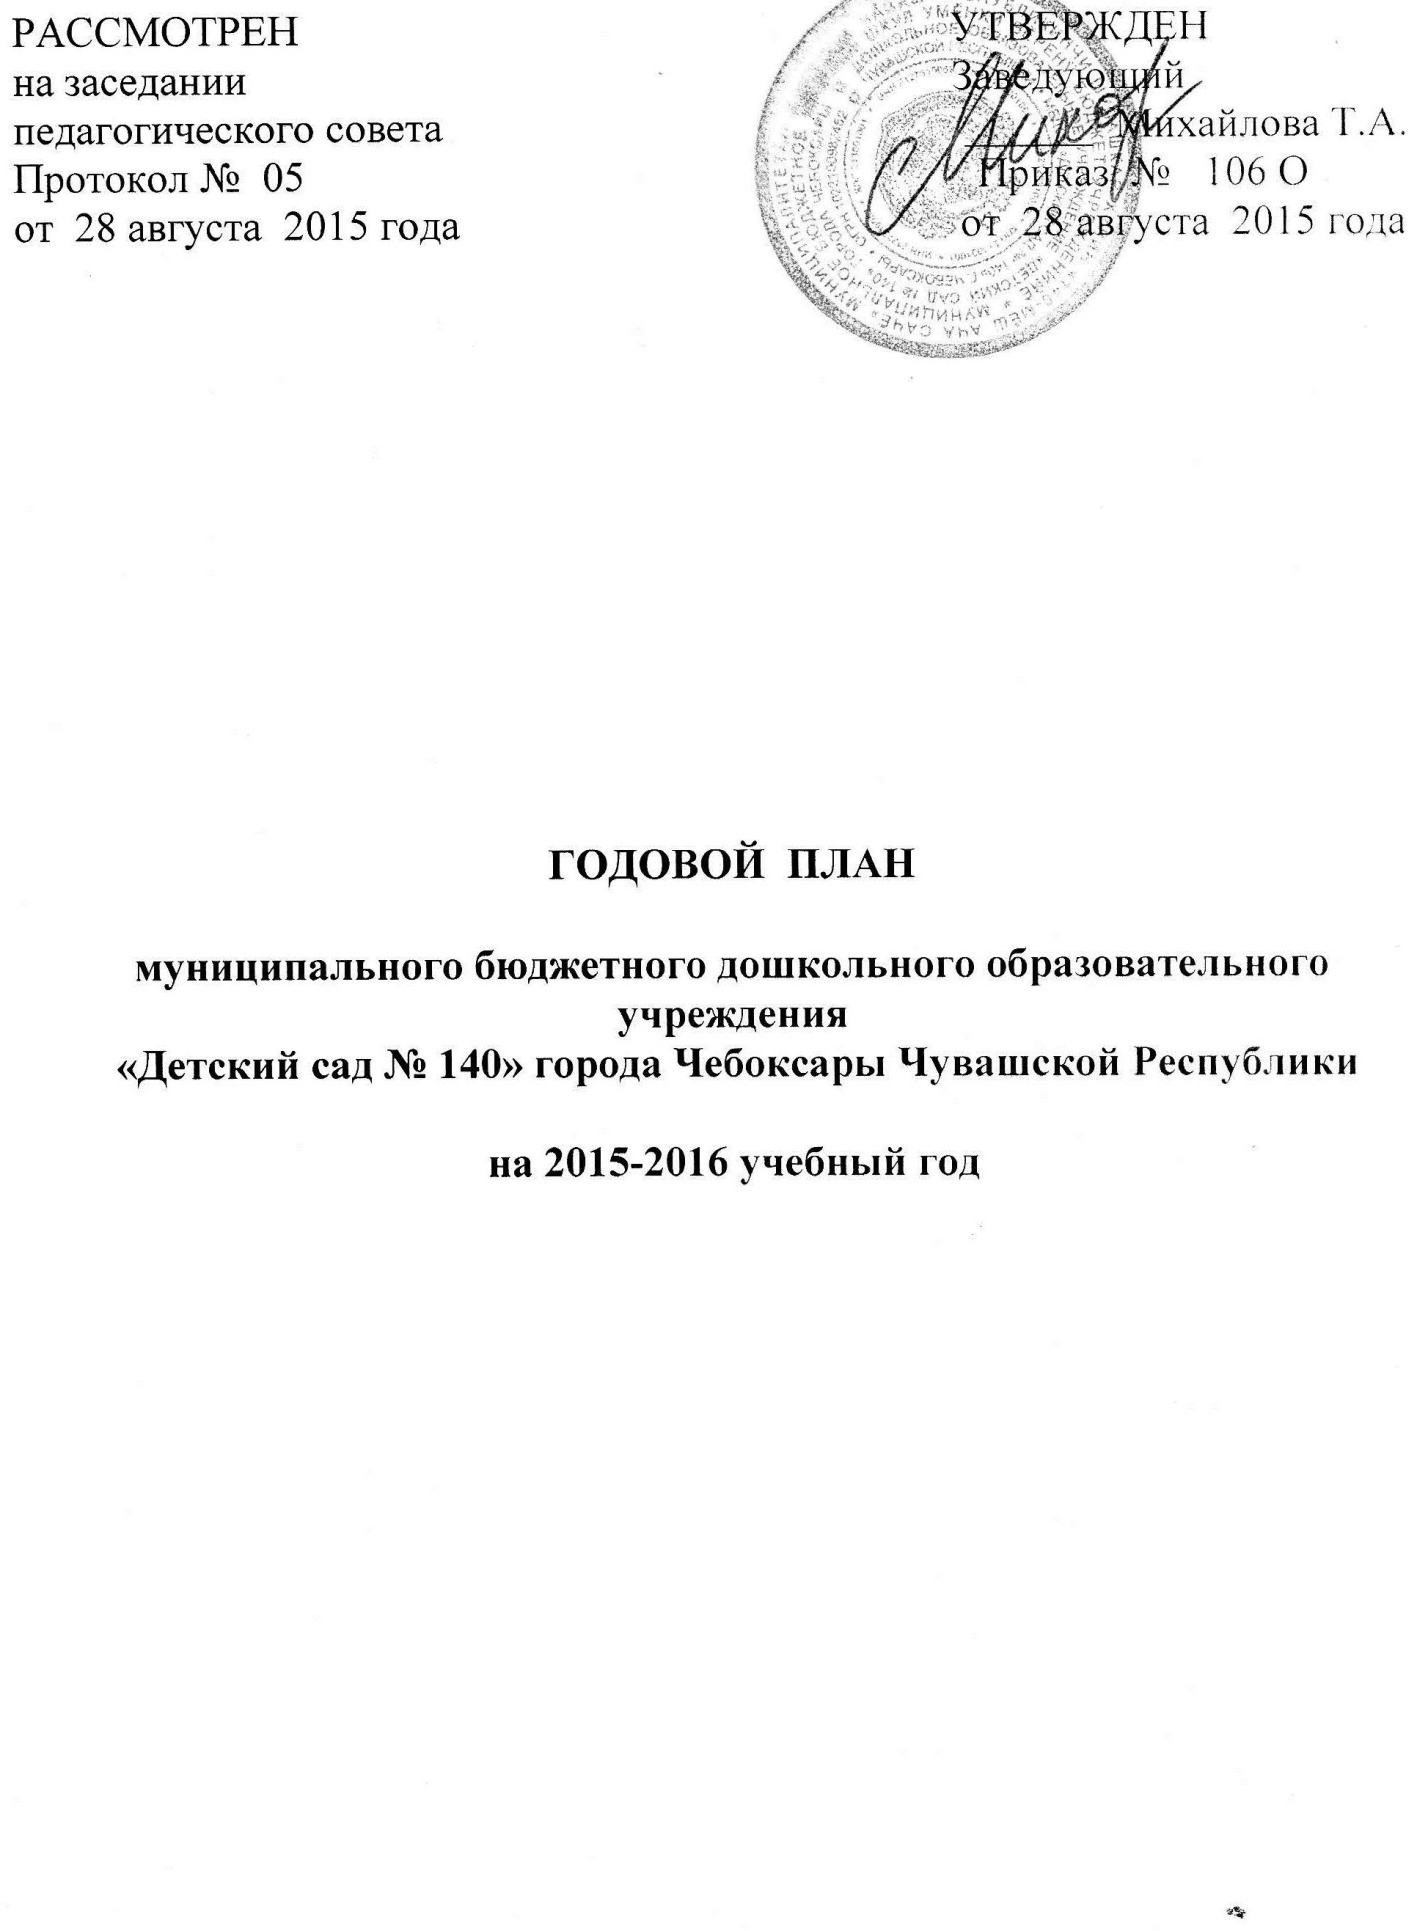 РАССМОТРЕН
на заседании
педагогического совета
Протокол № 05
от 28 августа 2015 года
УТВЕРЖДЕН
Заведующий
Михайлова Т.А.
Приказ № 106 О
от 28 августа 2015 года
ГОДОВОЙ ПЛАН
муниципального бюджетного дошкольного образовательного
учреждения
«Детский сад № 140» города Чебоксары Чувашской Республики
на 2015-2016 учебный год